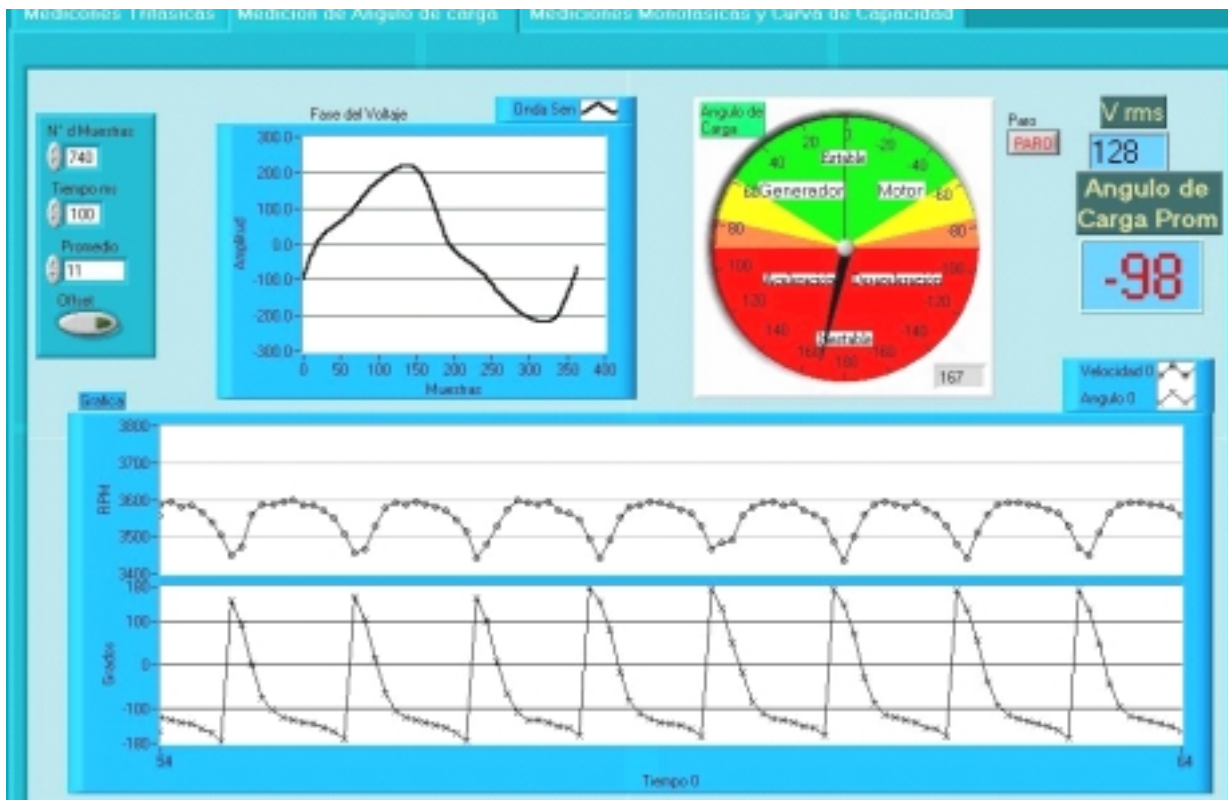 Mediciones Trifásicas
Medición de Angulo de carga
Mediciones Monofásicas y Curva de Capacidad
N° d Muestras
740
Tiempo ms
100
Promedio
11
Offset
Fase del Voltaje
Onda Sen
Amplitud
300.0
200.0
100.0
0.0
-100.0
-200.0
-300.0
0 50 100 150 200 250 300 350 400
Muestras
Angulo de
Carga
0
20 -20
40 -40
60 -60
80 -80
100 -100
120 -120
140 -140
160 -160
180
Estable
Generador
Motor
Inestable
167
Paro
PARO
V rms
128
Angulo de
Carga Prom
-98
Velocidad 0
Angulo 0
Grafica
RPM
3800
3700
3600
3500
3400
Grados
180
100
0
-100
-180
54 64
Tiempo 0